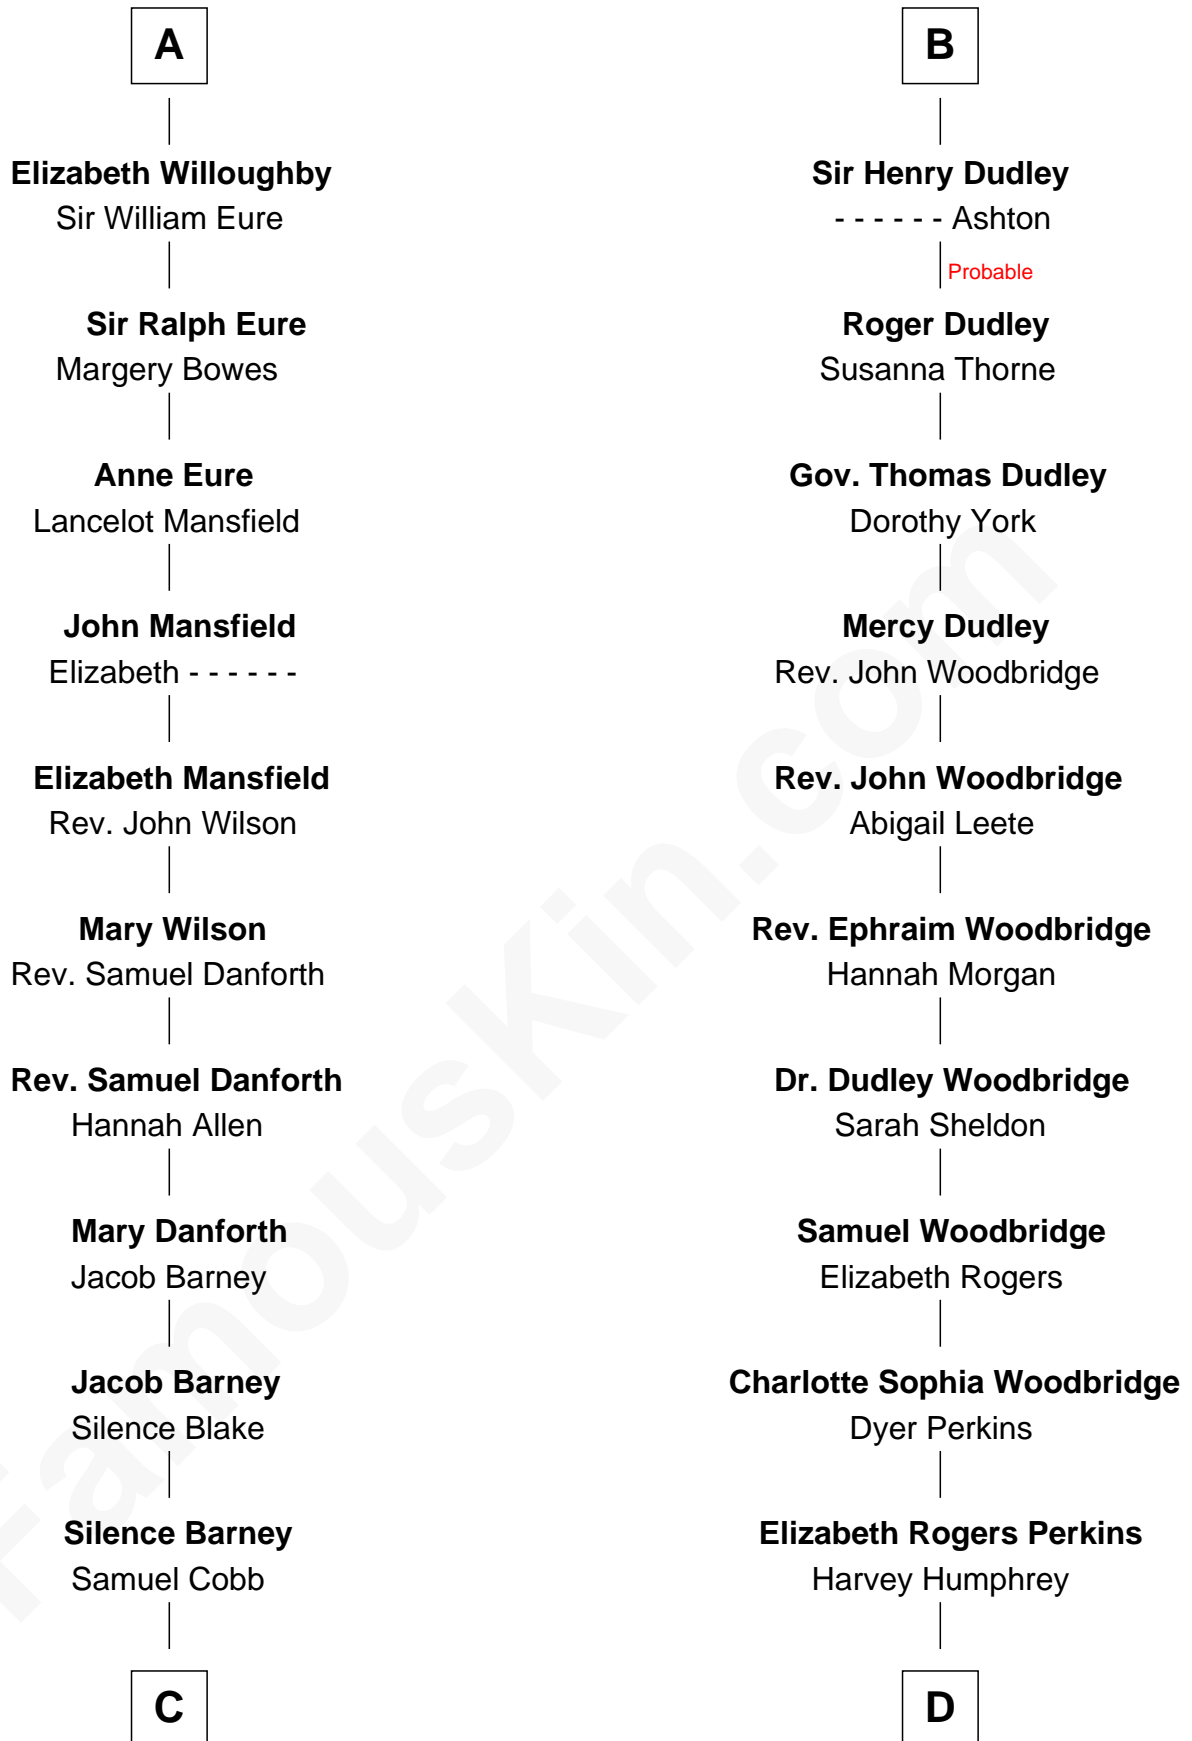 A
Elizabeth Willoughby
Sir William Eure
Sir Ralph Eure
Margery Bowes
Anne Eure
Lancelot Mansfield
John Mansfield
Elizabeth - - - - - -
Elizabeth Mansfield
Rev. John Wilson
Mary Wilson
Rev. Samuel Danforth
Rev. Samuel Danforth
Hannah Allen
Mary Danforth
Jacob Barney
Jacob Barney
Silence Blake
Silence Barney
Samuel Cobb
C
B
Sir Henry Dudley
- - - - - - Ashton
Probable
Roger Dudley
Susanna Thorne
Gov. Thomas Dudley
Dorothy York
Mercy Dudley
Rev. John Woodbridge
Rev. John Woodbridge
Abigail Leete
Rev. Ephraim Woodbridge
Hannah Morgan
Dr. Dudley Woodbridge
Sarah Sheldon
Samuel Woodbridge
Elizabeth Rogers
Charlotte Sophia Woodbridge
Dyer Perkins
Elizabeth Rogers Perkins
Harvey Humphrey
D
FamousKin.com